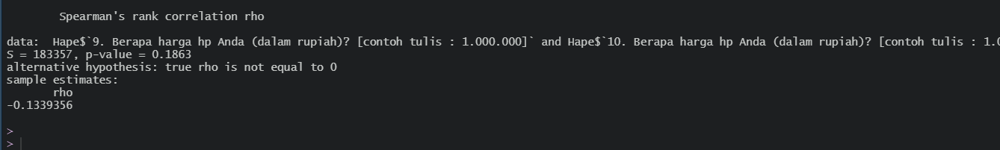 Spearman's rank correlation rho
data:  Hape$`9. Berapa harga hp Anda (dalam rupiah)? [contoh tulis : 1.000.000]` and Hape$`10. Berapa harga hp Anda (dalam rupiah)? [contoh tulis : 1.0
S = 183357, p-value = 0.1863
alternative hypothesis: true rho is not equal to 0
sample estimates:
rho
-0.1339356
>
>